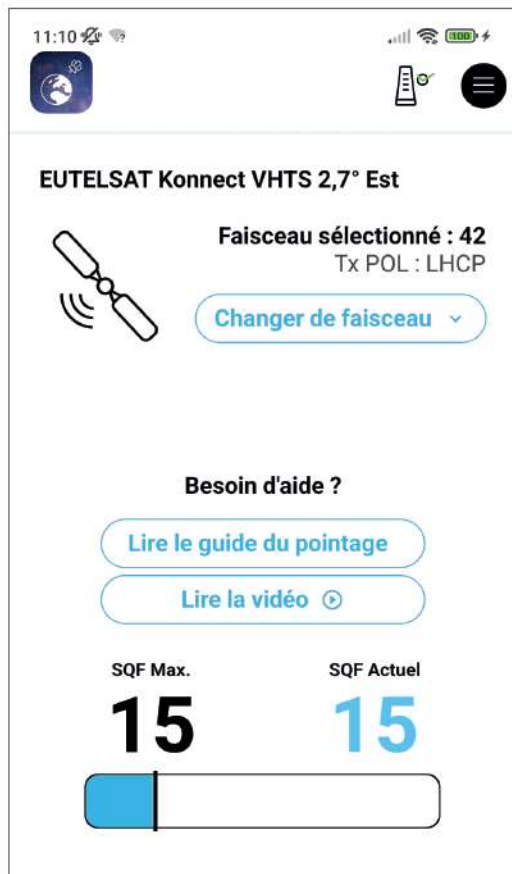 11:10
100
EUTELSAT Konnect VHTS 2,7° Est
Faisceau sélectionné : 42
Tx POL : LHCP
Changer de faisceau
Besoin d'aide ?
Lire le guide du pointage
Lire la vidéo
SQF Max.
SQF Actuel
15
15